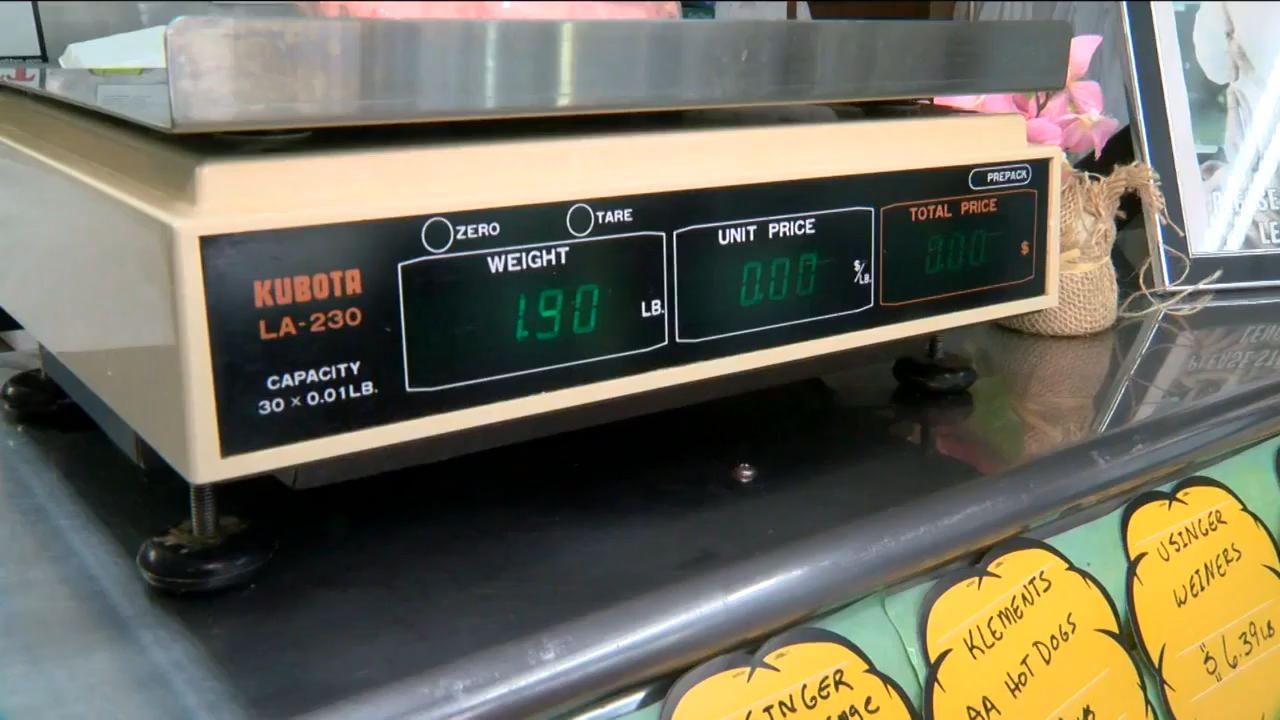 PREPACK
ZERO
TARE
WEIGHT
UNIT PRICE
TOTAL PRICE
KUBOTA
LA-230
1.90 LB.
0.00 $/LB.
0.00 $
CAPACITY
30 × 0.01LB.
USINGER
WEINERS
$6.39 LB
KLEMENTS
AA HOT DOGS